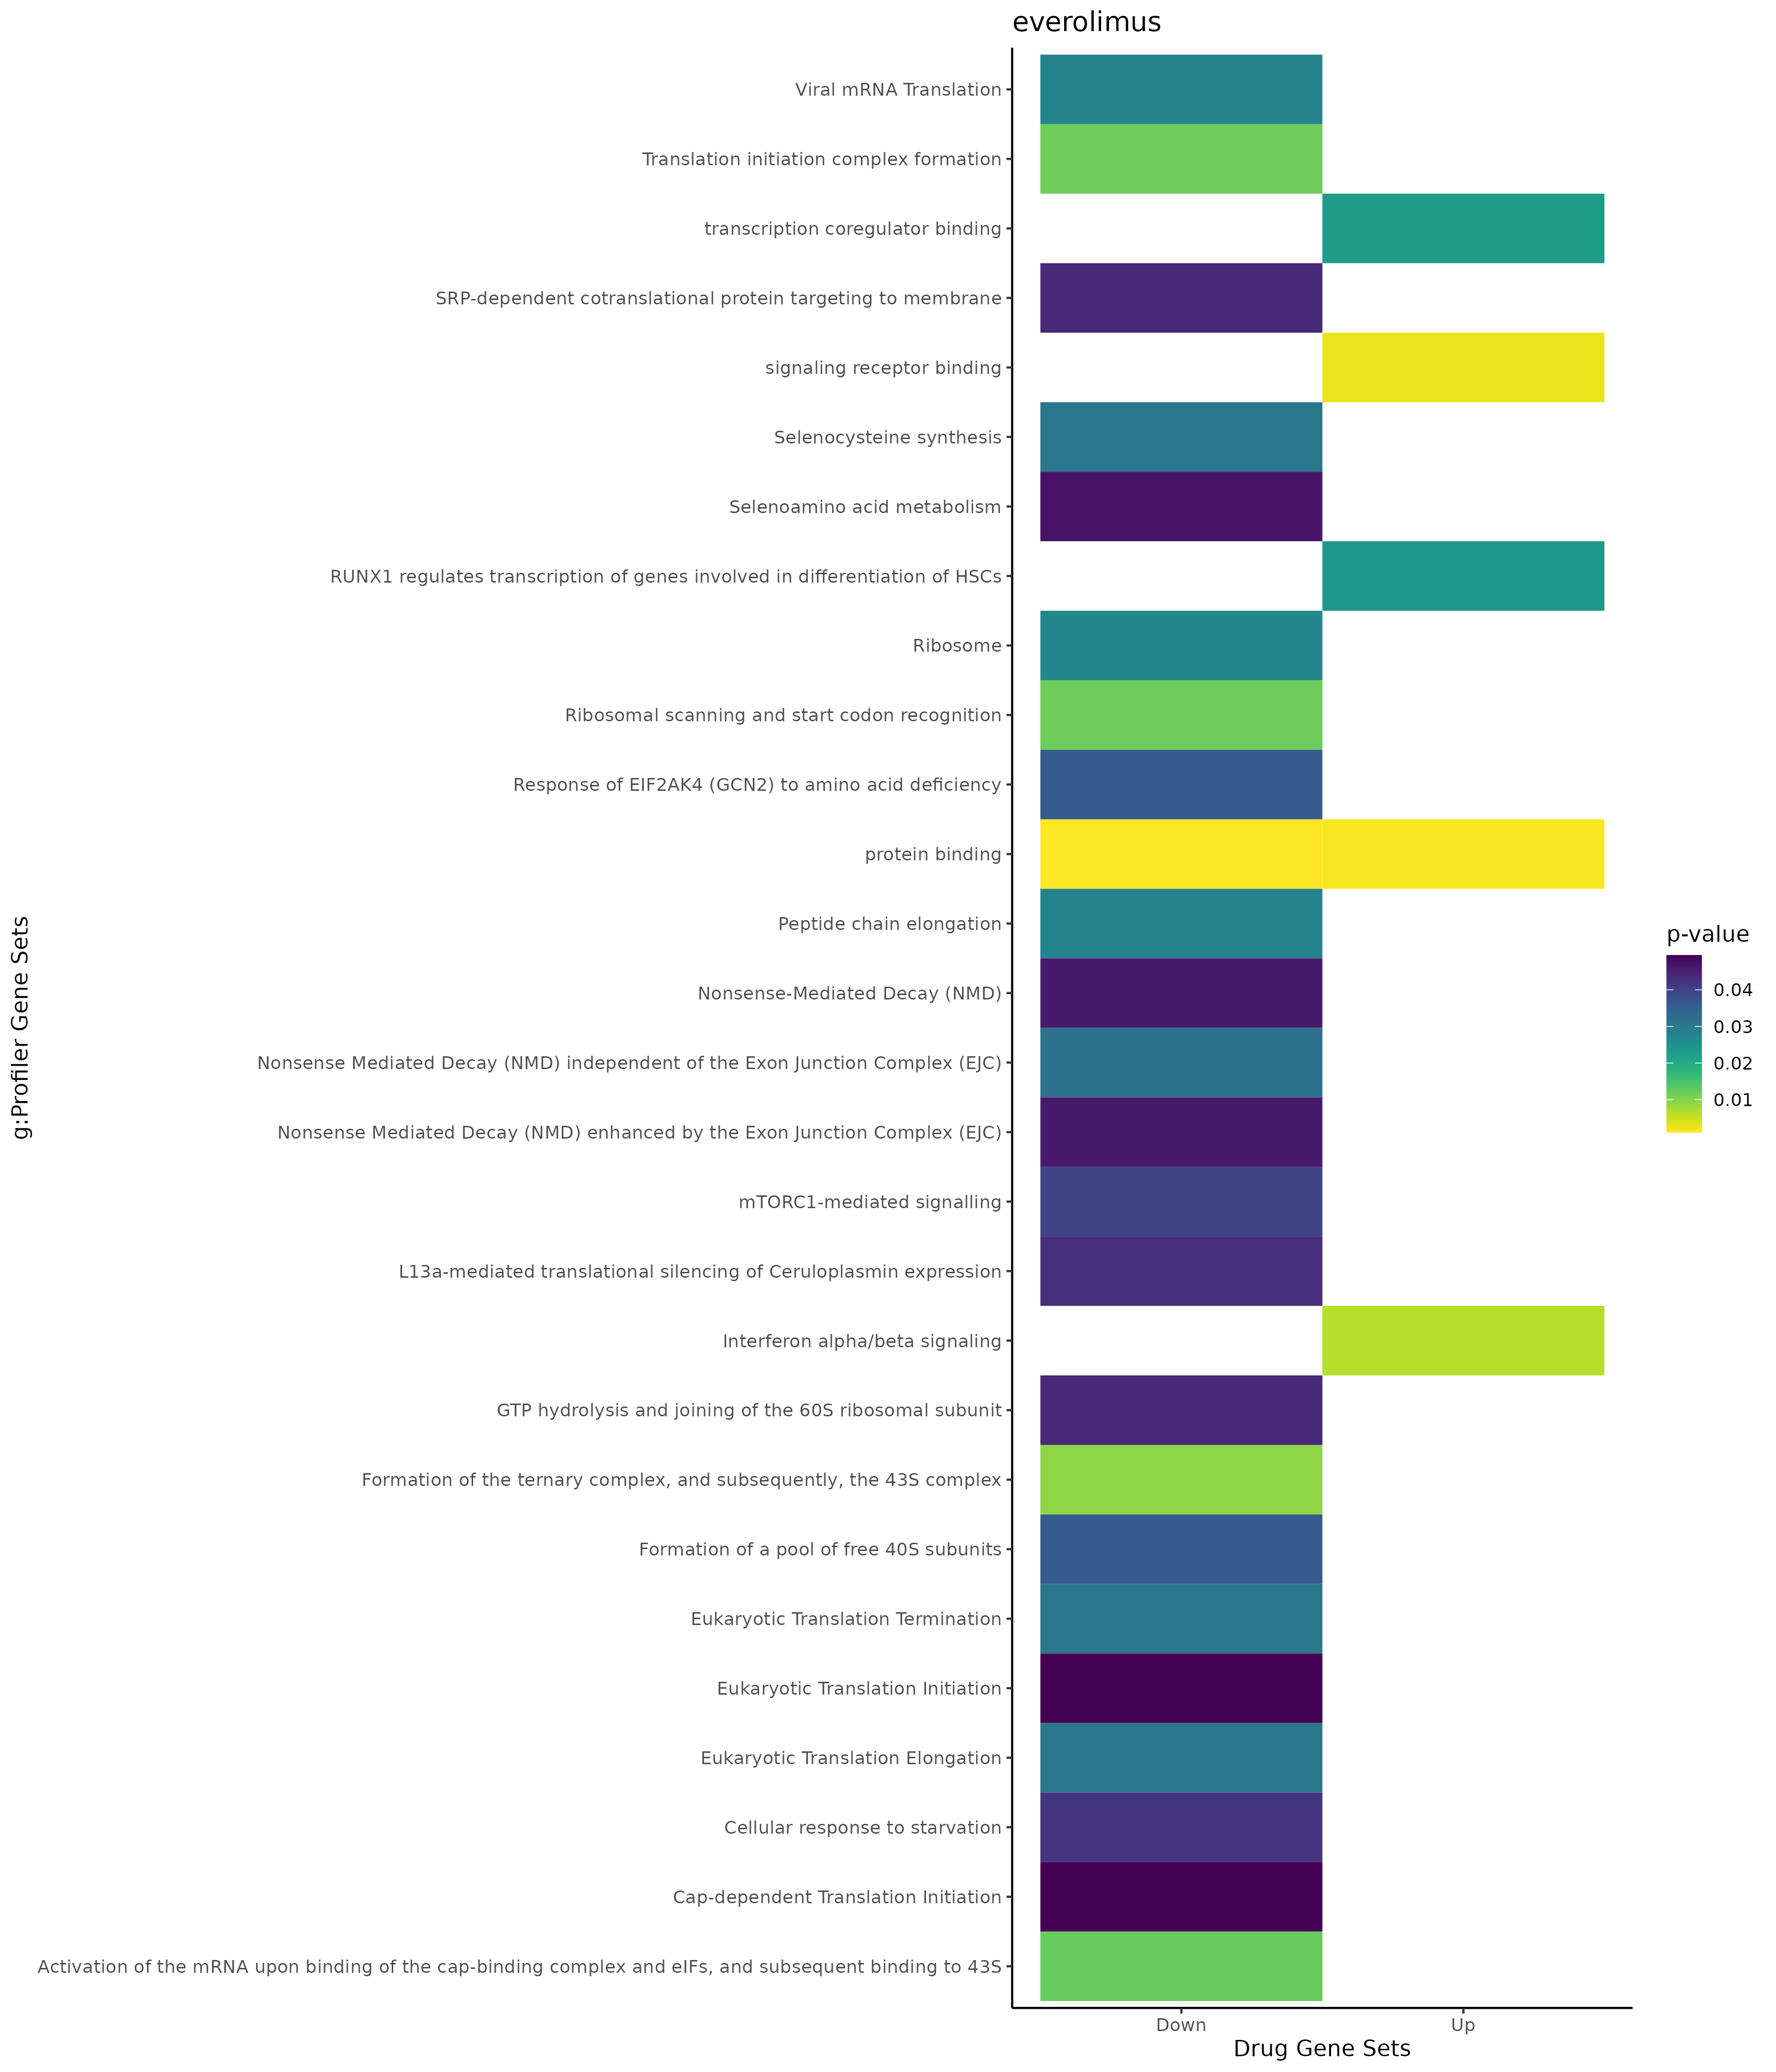 everolimus
Viral mRNA Translation
Translation initiation complex formation
transcription coregulator binding
SRP-dependent cotranslational protein targeting to membrane
signaling receptor binding
Selenocysteine synthesis
Selenoamino acid metabolism
RUNX1 regulates transcription of genes involved in differentiation of HSCs
Ribosome
Ribosomal scanning and start codon recognition
Response of EIF2AK4 (GCN2) to amino acid deficiency
protein binding
Peptide chain elongation
Nonsense-Mediated Decay (NMD)
Nonsense Mediated Decay (NMD) independent of the Exon Junction Complex (EJC)
Nonsense Mediated Decay (NMD) enhanced by the Exon Junction Complex (EJC)
mTORC1-mediated signalling
L13a-mediated translational silencing of Ceruloplasmin expression
Interferon alpha/beta signaling
GTP hydrolysis and joining of the 60S ribosomal subunit
Formation of the ternary complex, and subsequently, the 43S complex
Formation of a pool of free 40S subunits
Eukaryotic Translation Termination
Eukaryotic Translation Initiation
Eukaryotic Translation Elongation
Cellular response to starvation
Cap-dependent Translation Initiation
Activation of the mRNA upon binding of the cap-binding complex and eIFs, and subsequent binding to 43S
g:Profiler Gene Sets
Down
Up
Drug Gene Sets
p-value
0.04
0.03
0.02
0.01